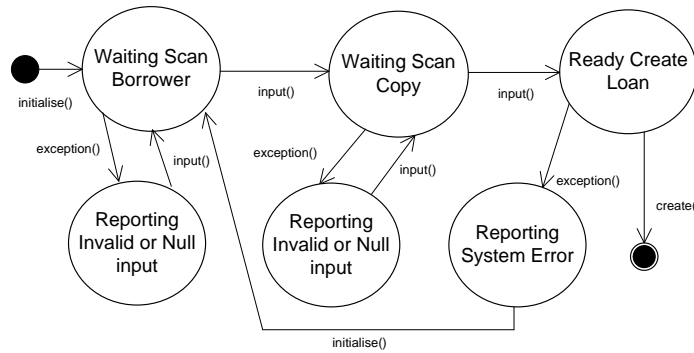 Waiting Scan
Borrower
Waiting Scan
Copy
Ready Create
Loan
initialise()
input()
input()
exception()
input()
exception()
input()
exception()
create(
Reporting
Invalid or Null
input
Reporting
Invalid or Null
input
Reporting
System Error
initialise()